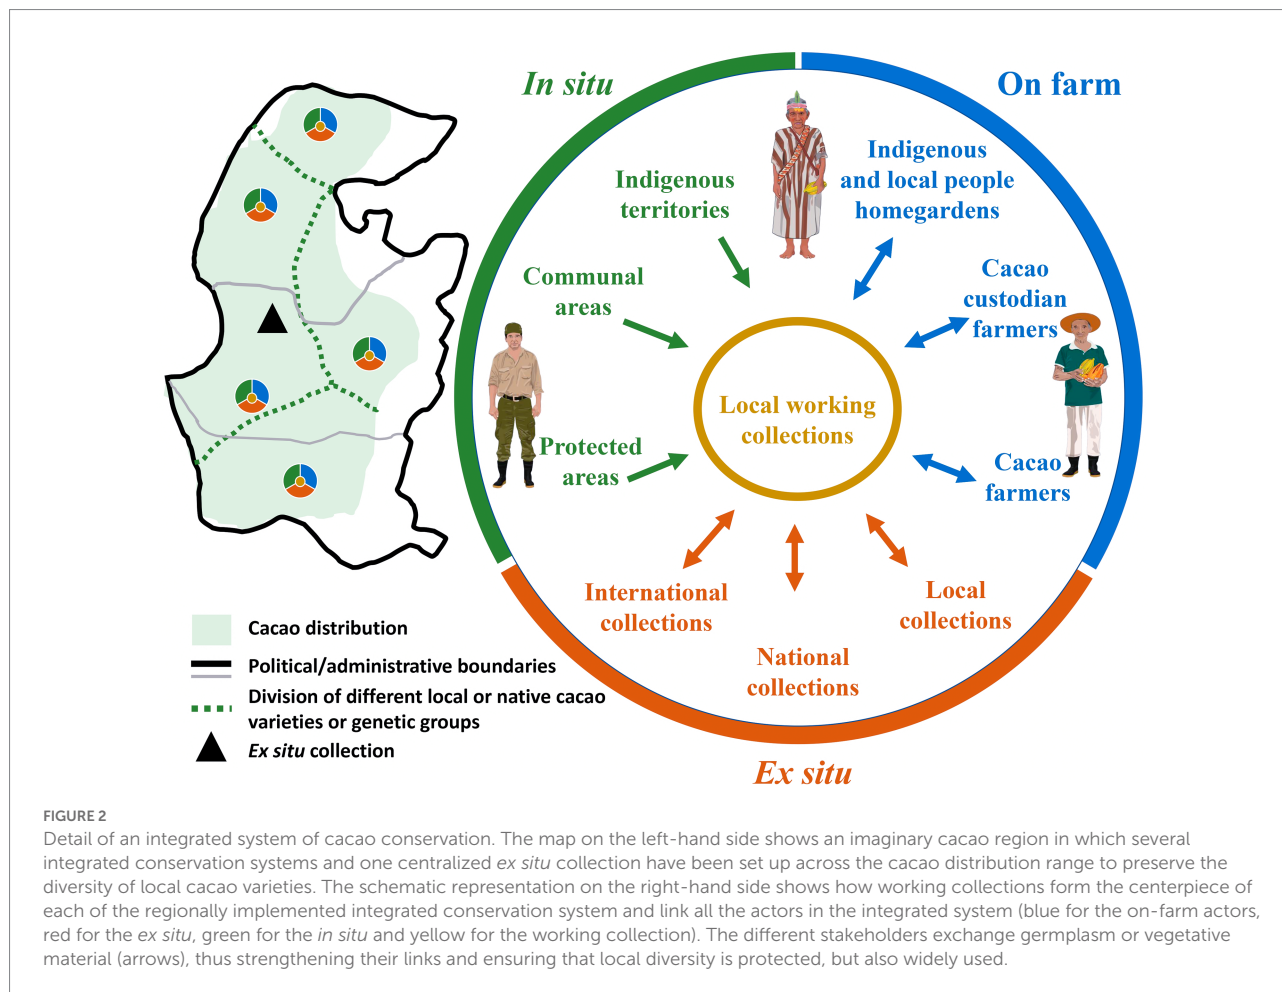 In situ
On farm
Indigenous
territories
Indigenous
and local people
homegardens
Communal
areas
Cacao
custodian
farmers
Local working
collections
Protected
areas
Cacao
farmers
International
collections
Local
collections
National
collections
Ex situ
Cacao distribution
Political/administrative boundaries
Division of different local or native cacao
varieties or genetic groups
Ex situ collection
FIGURE 2
Detail of an integrated system of cacao conservation. The map on the left-hand side shows an imaginary cacao region in which several
integrated conservation systems and one centralized ex situ collection have been set up across the cacao distribution range to preserve the
diversity of local cacao varieties. The schematic representation on the right-hand side shows how working collections form the centerpiece of
each of the regionally implemented integrated conservation system and link all the actors in the integrated system (blue for the on-farm actors,
red for the ex situ, green for the in situ and yellow for the working collection). The different stakeholders exchange germplasm or vegetative
material (arrows), thus strengthening their links and ensuring that local diversity is protected, but also widely used.